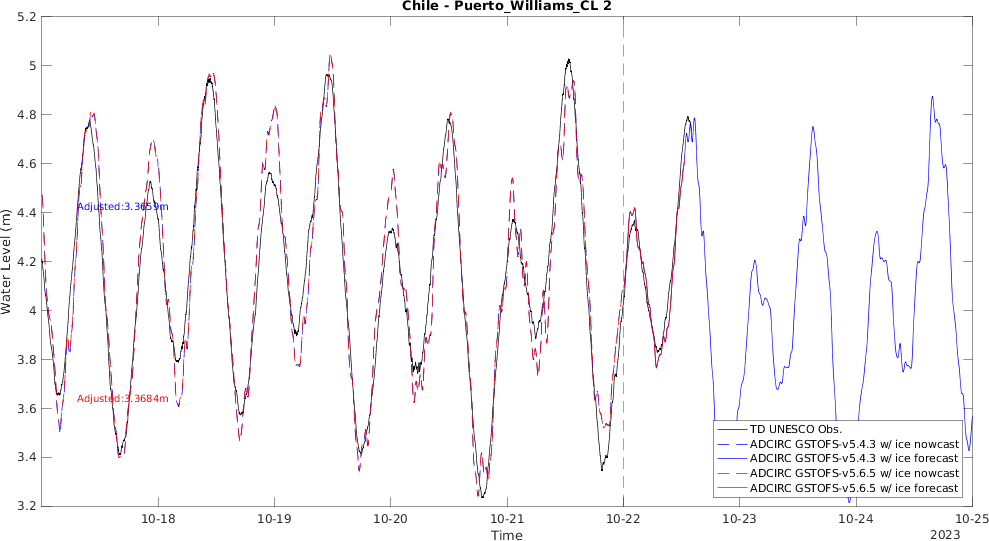 Chile - Puerto_Williams_CL 2
5.2
5
4.8
4.6
4.4
4.2
4
3.8
3.6
3.4
3.2
Water Level (m)
Adjusted:3.3659m
Adjusted:3.3684m
TD UNESCO Obs.
ADCIRC GSTOFS-v5.4.3 w/ ice nowcast
ADCIRC GSTOFS-v5.4.3 w/ ice forecast
ADCIRC GSTOFS-v5.6.5 w/ ice nowcast
ADCIRC GSTOFS-v5.6.5 w/ ice forecast
10-18 10-19 10-20 10-21 10-22 10-23 10-24 10-25
Time
2023